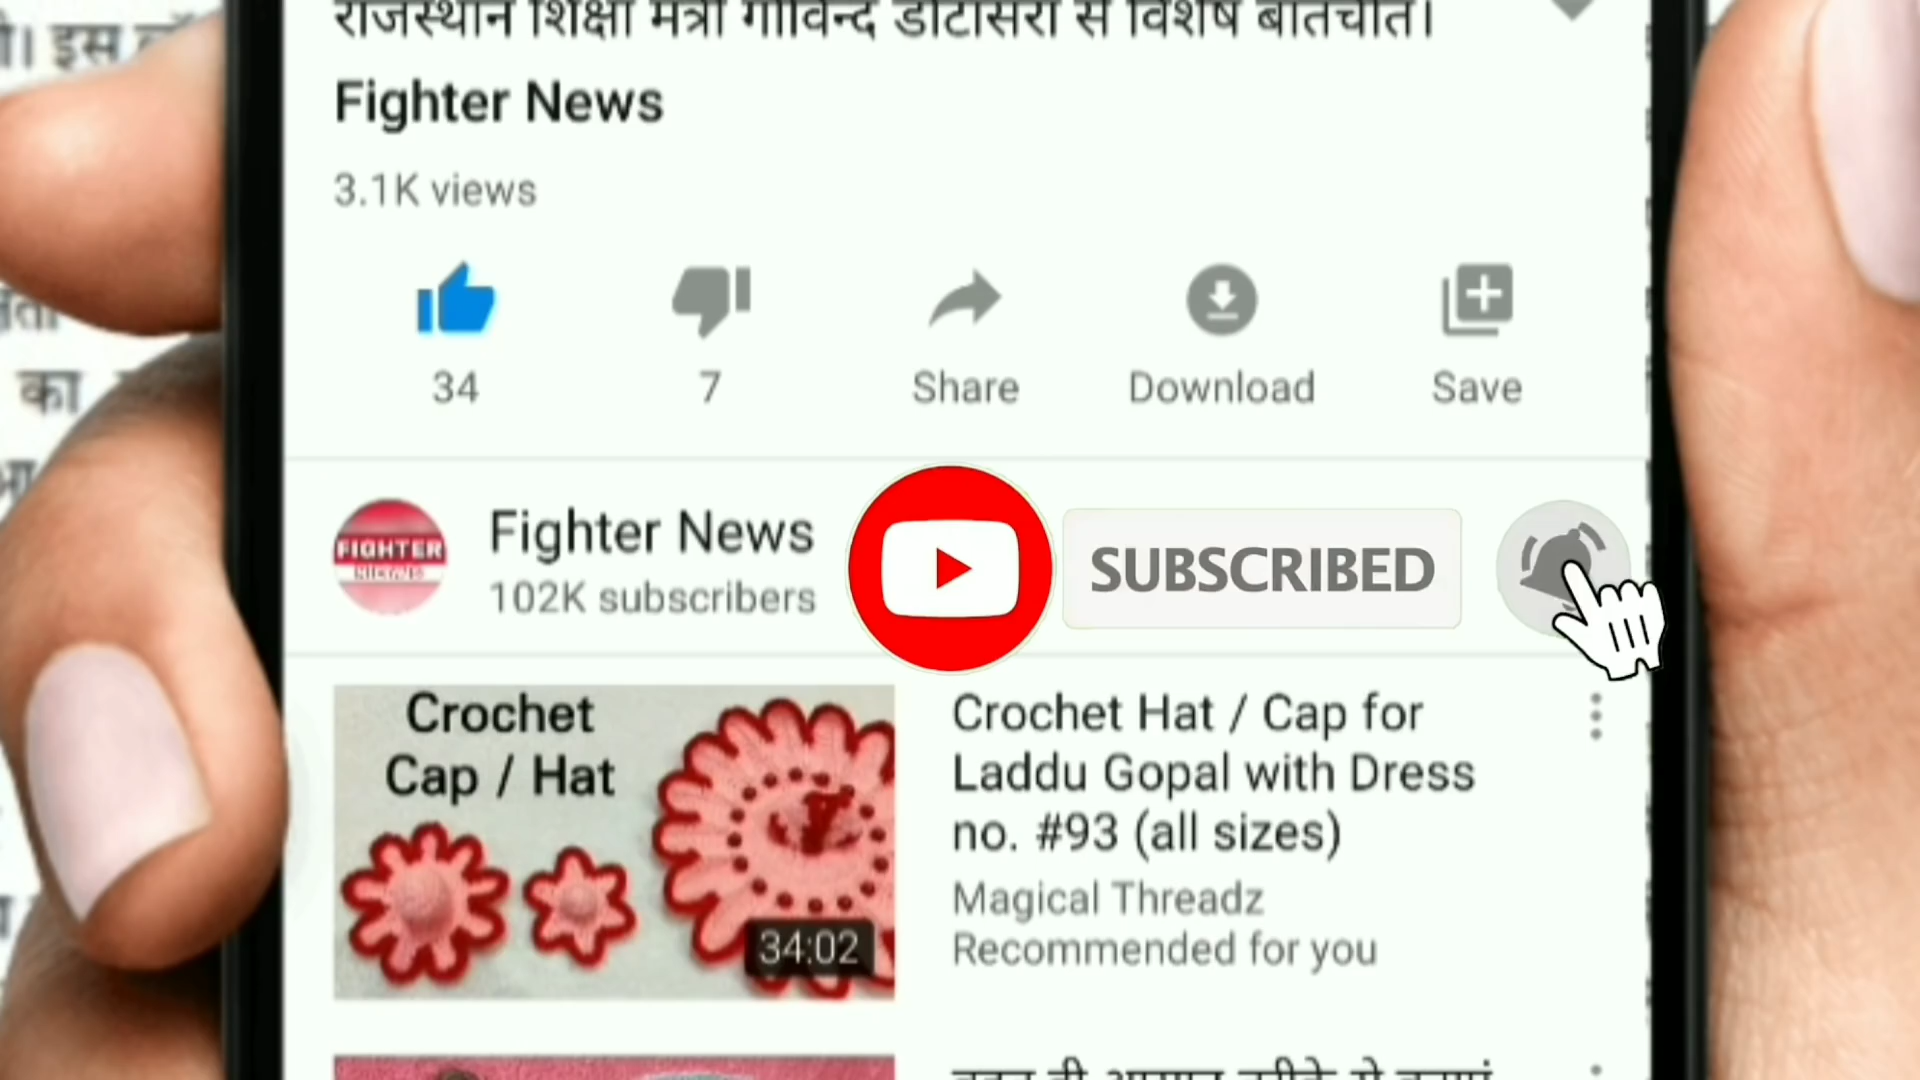 राजस्थान शिक्षा मंत्री गोविन्द डोटासरा से विशेष बातचीत।
Fighter News
3.1K views
34
7
Share
Download
Save
FIGHTER
Fighter News
102K subscribers
SUBSCRIBED
Crochet
Cap / Hat
34:02
Crochet Hat / Cap for
Laddu Gopal with Dress
no. #93 (all sizes)
Magical Threadz
Recommended for you
इस
का